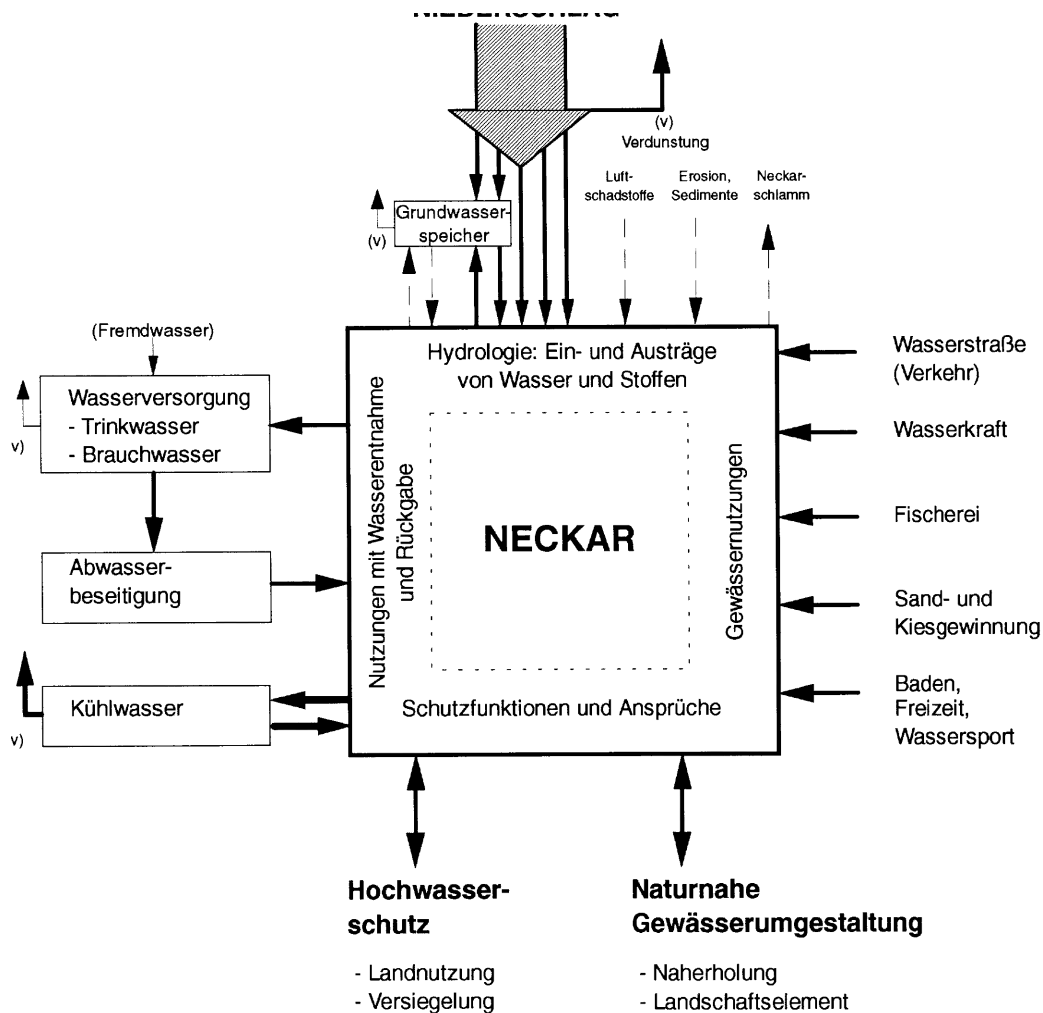 NIEDERSCHLAG
(v)
Verdunstung
Luft-
schadstoffe
Erosion,
Sedimente
Neckar-
schlamm
Grundwasser-
speicher
(v)
(Fremdwasser)
Wasserversorgung
- Trinkwasser
- Brauchwasser
v)
Abwasser-
beseitigung
Kühlwasser
v)
Hydrologie: Ein- und Austräge
von Wasser und Stoffen
Nutzungen mit Wasserentnahme
und Rückgabe
NECKAR
Gewässernutzungen
Schutzfunktionen und Ansprüche
Wasserstraße
(Verkehr)
Wasserkraft
Fischerei
Sand- und
Kiesgewinnung
Baden,
Freizeit,
Wassersport
Hochwasser-
schutz
- Landnutzung
- Versiegelung
Naturnahe
Gewässerumgestaltung
- Naherholung
- Landschaftselement